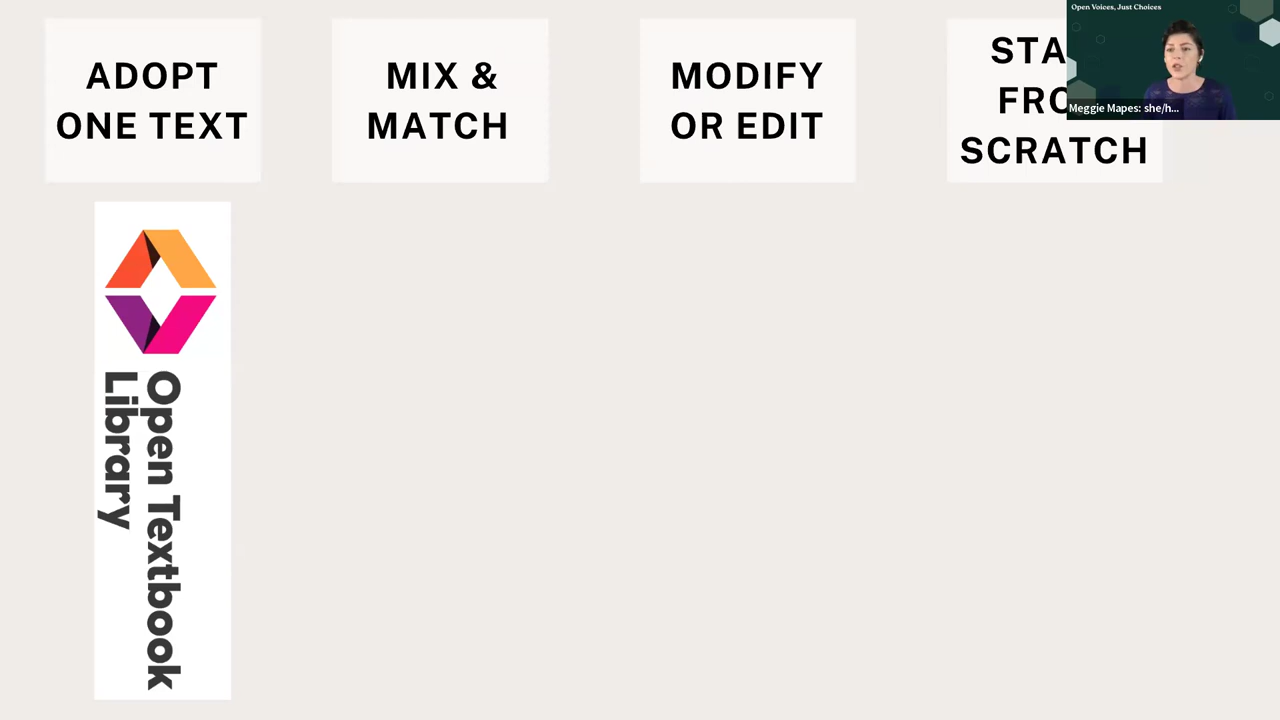 ADOPT
ONE TEXT
MIX &
MATCH
MODIFY
OR EDIT
STA
FRO
SCRATCH
Open Voices, Just Choices
Meggie Mapes: she/h...
Open Textbook
Library